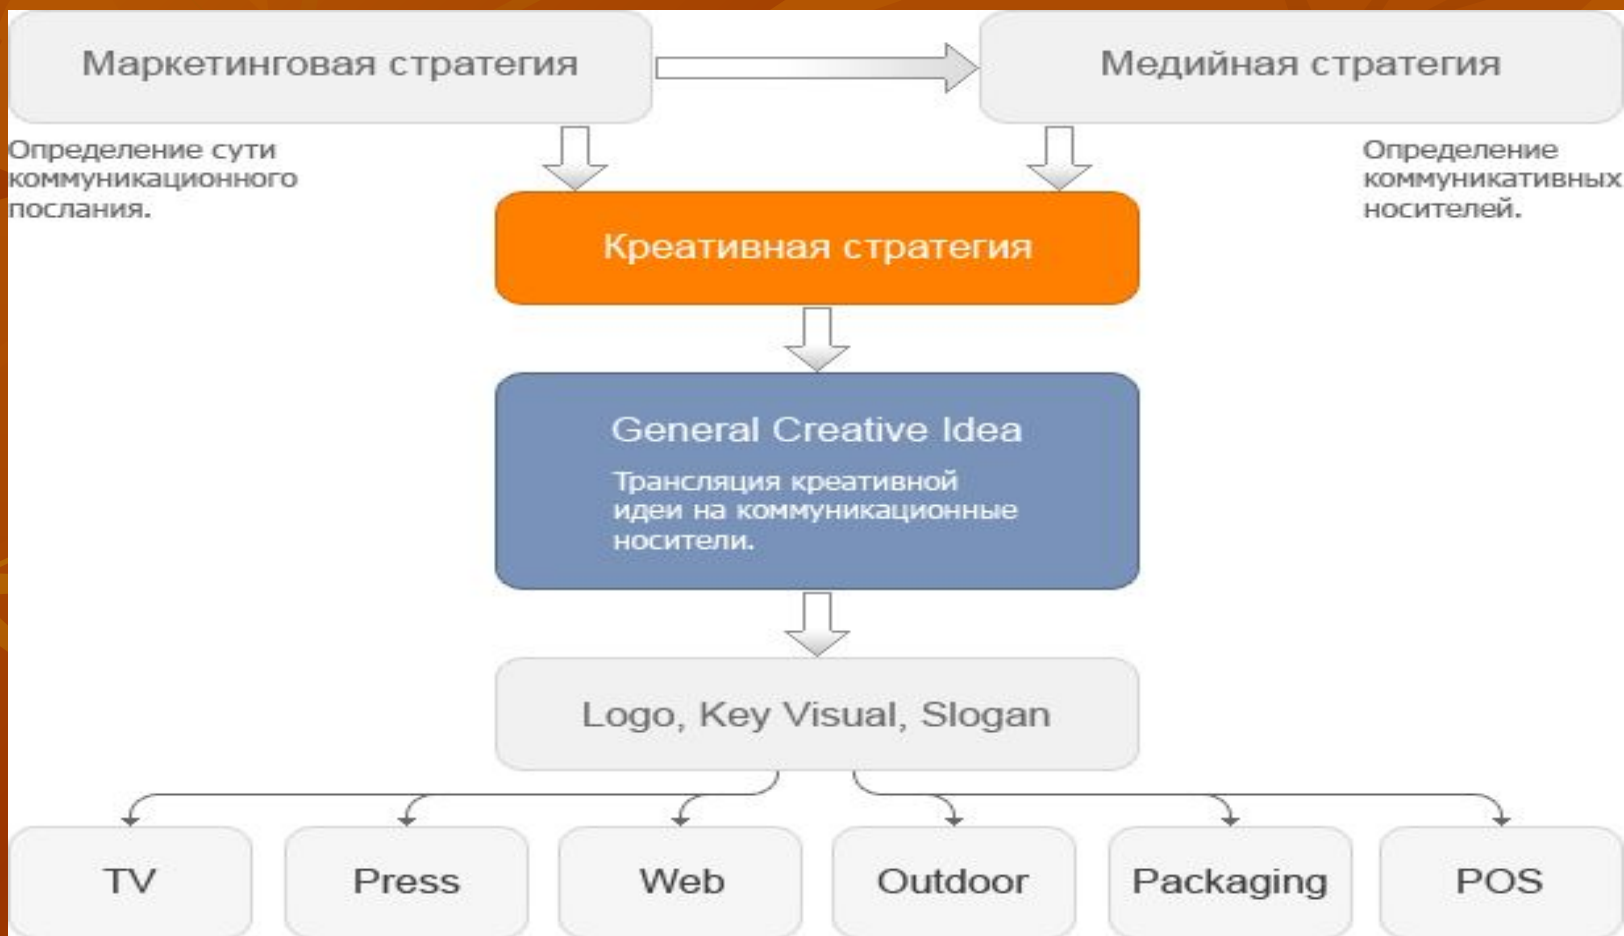 Маркетинговая стратегия
Медийная стратегия
Определение сути
коммуникационного
послания.
Определение
коммуникативных
носителей.
Креативная стратегия
General Creative Idea
Трансляция креативной
идеи на коммуникационные
носители.
Logo, Key Visual, Slogan
TV
Press
Web
Outdoor
Packaging
POS